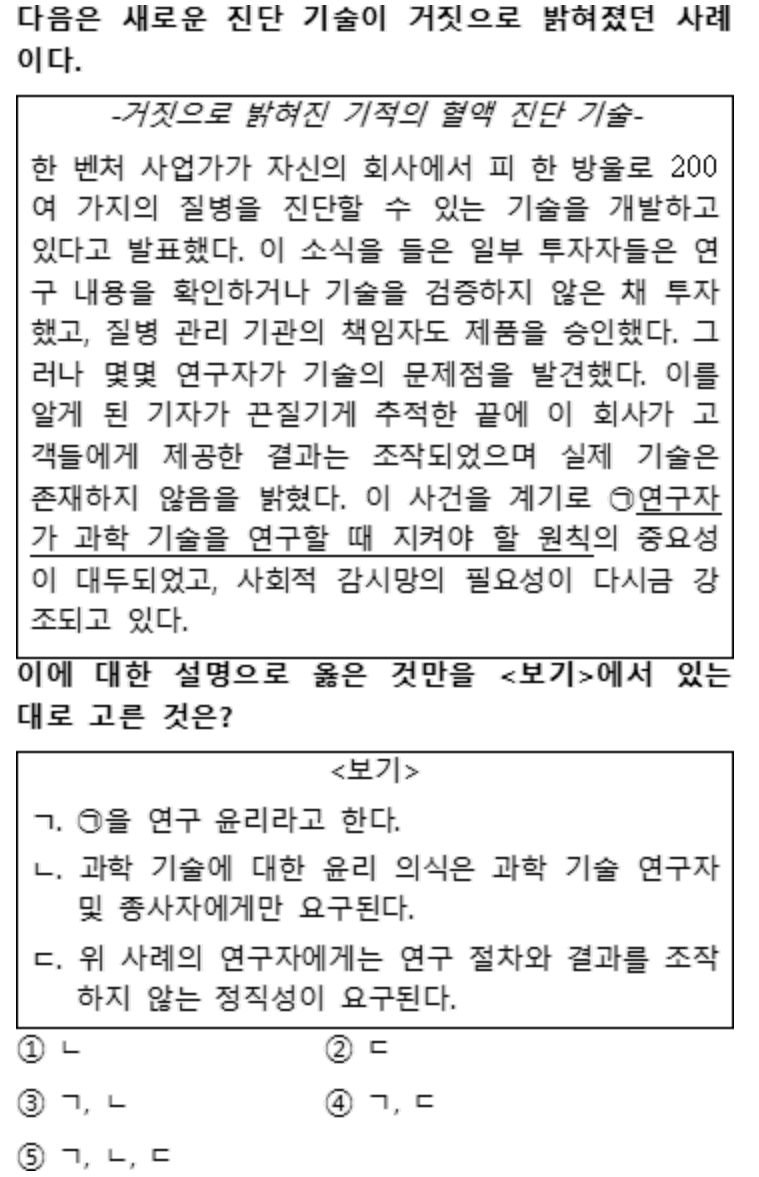 다음은 새로운 진단 기술이 거짓으로 밝혀졌던 사례
이다.
-거짓으로 밝혀진 기적의 혈액 진단 기술-
한 벤처 사업가가 자신의 회사에서 피 한 방울로 200
여 가지의 질병을 진단할 수 있는 기술을 개발하고
있다고 발표했다. 이 소식을 들은 일부 투자자들은 연
구 내용을 확인하거나 기술을 검증하지 않은 채 투자
했고, 질병 관리 기관의 책임자도 제품을 승인했다. 그
러나 몇몇 연구자가 기술의 문제점을 발견했다. 이를
알게 된 기자가 끈질기게 추적한 끝에 이 회사가 고
객들에게 제공한 결과는 조작되었으며 실제 기술은
존재하지 않음을 밝혔다. 이 사건을 계기로 ㉠연구자
가 과학 기술을 연구할 때 지켜야 할 원칙의 중요성
이 대두되었고, 사회적 감시망의 필요성이 다시금 강
조되고 있다.
이에 대한 설명으로 옳은 것만을 <보기>에서 있는
대로 고른 것은?
<보기>
ㄱ. ㉠을 연구 윤리라고 한다.
ㄴ. 과학 기술에 대한 윤리 의식은 과학 기술 연구자
및 종사자에게만 요구된다.
ㄷ. 위 사례의 연구자에게는 연구 절차와 결과를 조작
하지 않는 정직성이 요구된다.
① ㄴ ② ㄷ
③ ㄱ, ㄴ ④ ㄱ, ㄷ
⑤ ㄱ, ㄴ, ㄷ